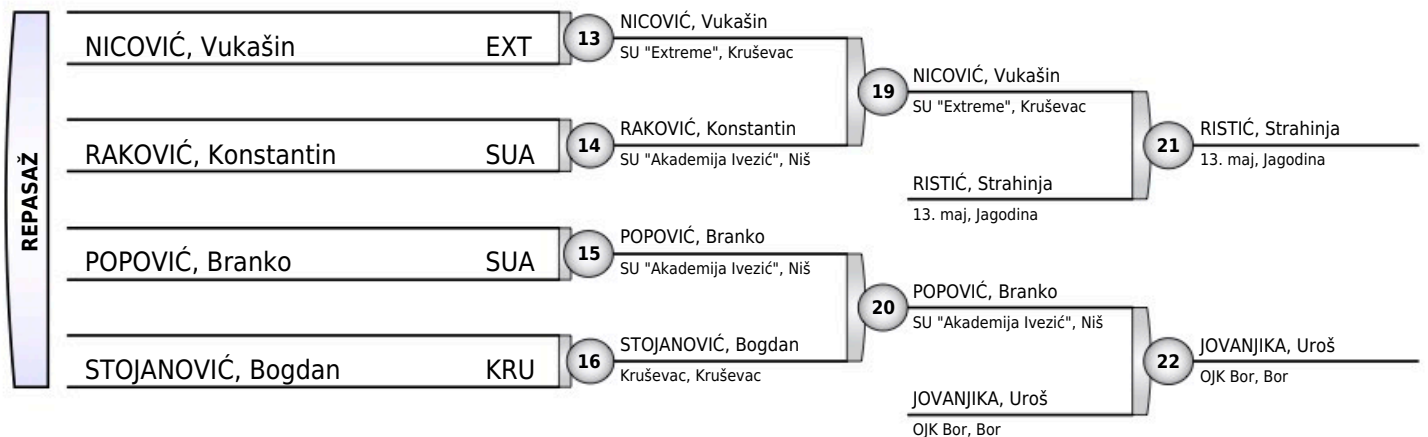 REPASAŽ
NICOVIĆ, Vukašin EXT
RAKOVIĆ, Konstantin SUA
POPOVIĆ, Branko SUA
STOJANOVIĆ, Bogdan KRU
13
NICOVIĆ, Vukašin
SU "Extreme", Kruševac
14
RAKOVIĆ, Konstantin
SU "Akademija Ivezić", Niš
15
POPOVIĆ, Branko
SU "Akademija Ivezić", Niš
16
STOJANOVIĆ, Bogdan
Kruševac, Kruševac
19
NICOVIĆ, Vukašin
SU "Extreme", Kruševac
RISTIĆ, Strahinja
13. maj, Jagodina
20
POPOVIĆ, Branko
SU "Akademija Ivezić", Niš
JOVANJIKA, Uroš
OJK Bor, Bor
21
RISTIĆ, Strahinja
13. maj, Jagodina
22
JOVANJIKA, Uroš
OJK Bor, Bor